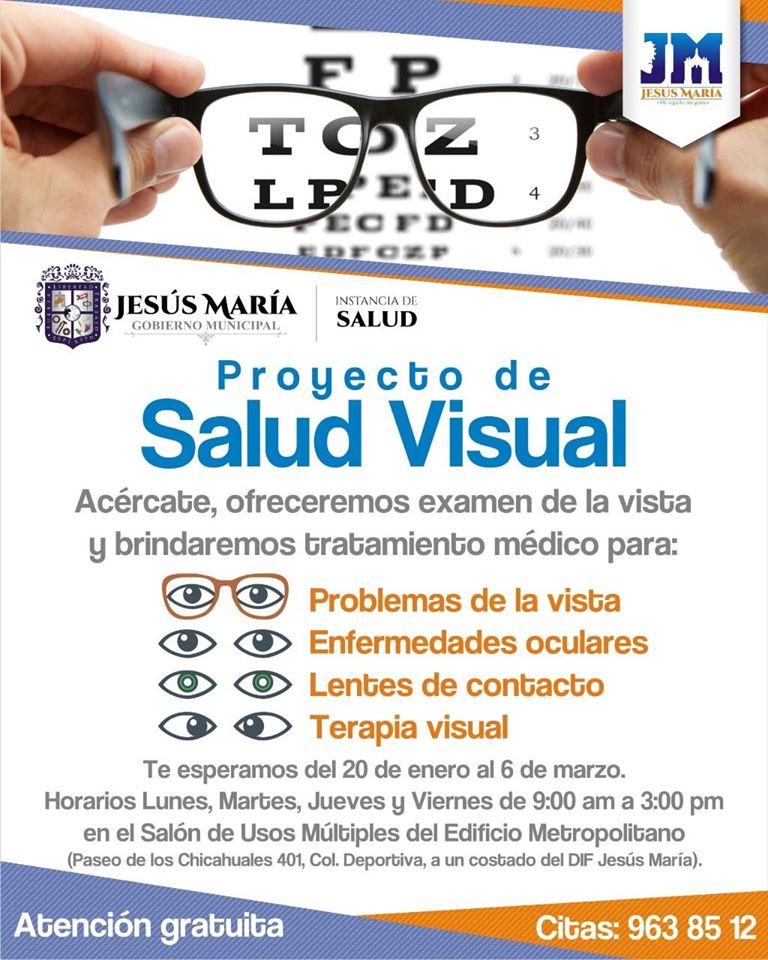 F P
T O Z 3
L P E D 4
PECFD
EDFCZP
JM
JESÚS MARÍA
JESÚS MARÍA
GOBIERNO MUNICIPAL
INSTANCIA DE
SALUD
Proyecto de
Salud Visual
Acércate, ofreceremos examen de la vista
y brindaremos tratamiento médico para:
Problemas de la vista
Enfermedades oculares
Lentes de contacto
Terapia visual
Te esperamos del 20 de enero al 6 de marzo.
Horarios Lunes, Martes, Jueves y Viernes de 9:00 am a 3:00 pm
en el Salón de Usos Múltiples del Edificio Metropolitano
(Paseo de los Chicahuales 401, Col. Deportiva, a un costado del DIF Jesús María).
Atención gratuita
Citas: 963 85 12